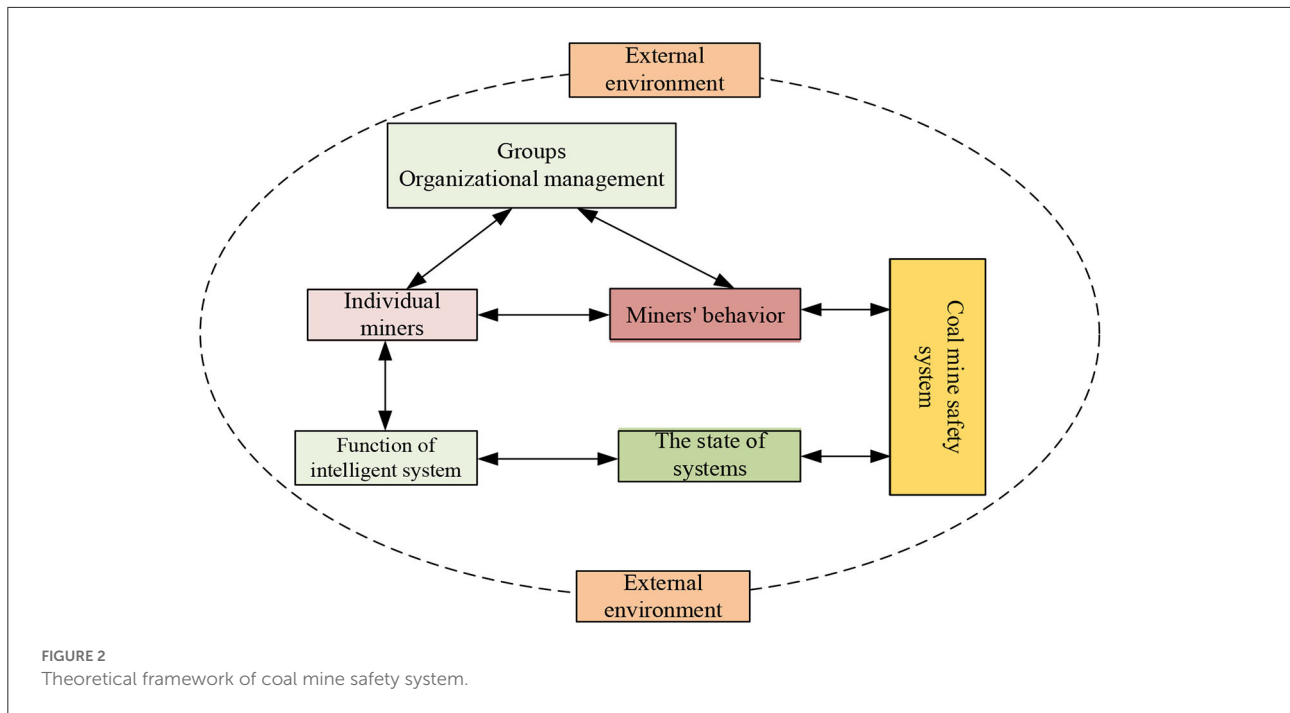 External
environment
Groups
Organizational management
Individual
miners
Miners' behavior
Coal mine safety
system
Function of
intelligent system
The state of
systems
External
environment
FIGURE 2
Theoretical framework of coal mine safety system.